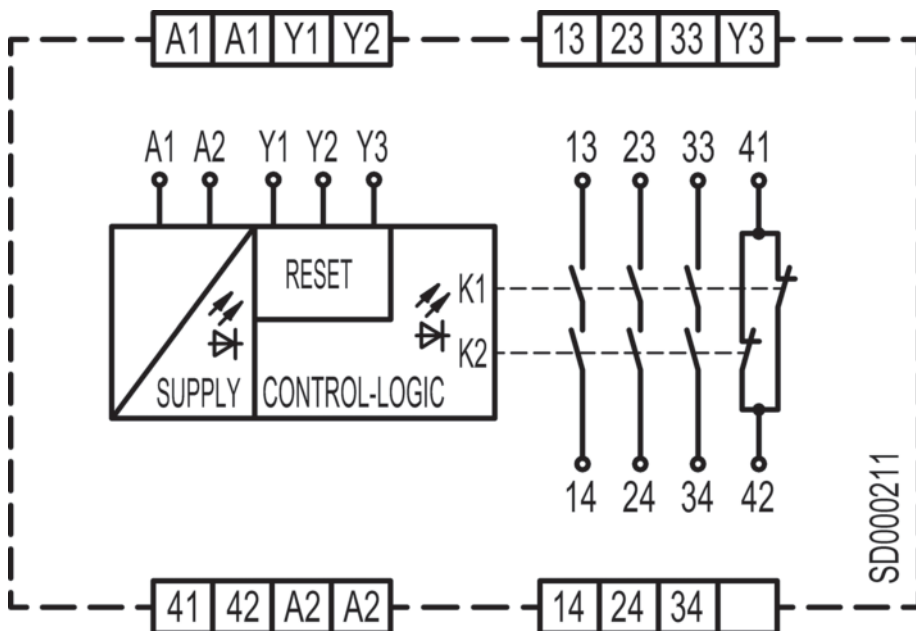 A1 A1 Y1 Y2 13 23 33 Y3
A1 A2 Y1 Y2 Y3 13 23 33 41
RESET
K1
K2
SUPPLY CONTROL-LOGIC
14 24 34 42
SD000211
41 42 A2 A2 14 24 34